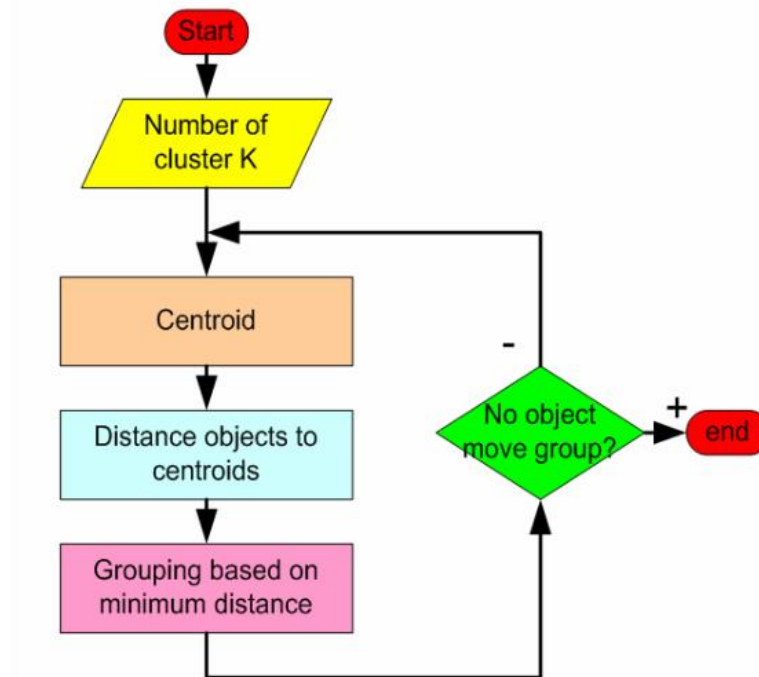 Start
Number of
cluster K
Centroid
Distance objects to
centroids
Grouping based on
minimum distance
-
No object
move group?
+
end